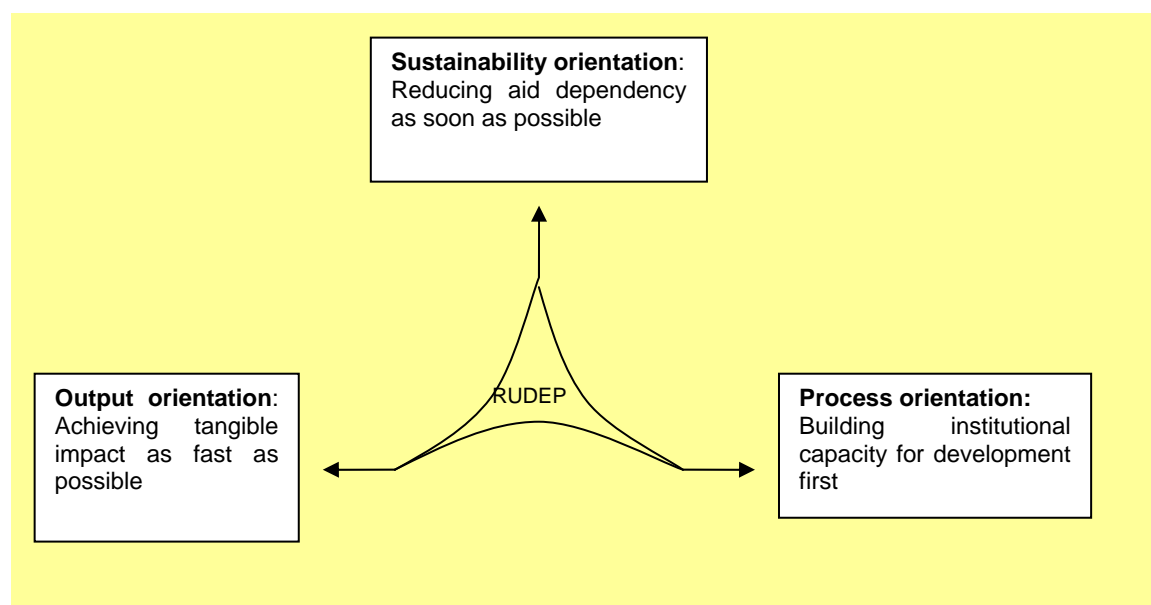 Sustainability orientation:
Reducing aid dependency
as soon as possible
RUDEP
Output orientation:
Achieving tangible
impact as fast as
possible
Process orientation:
Building institutional
capacity for development
first